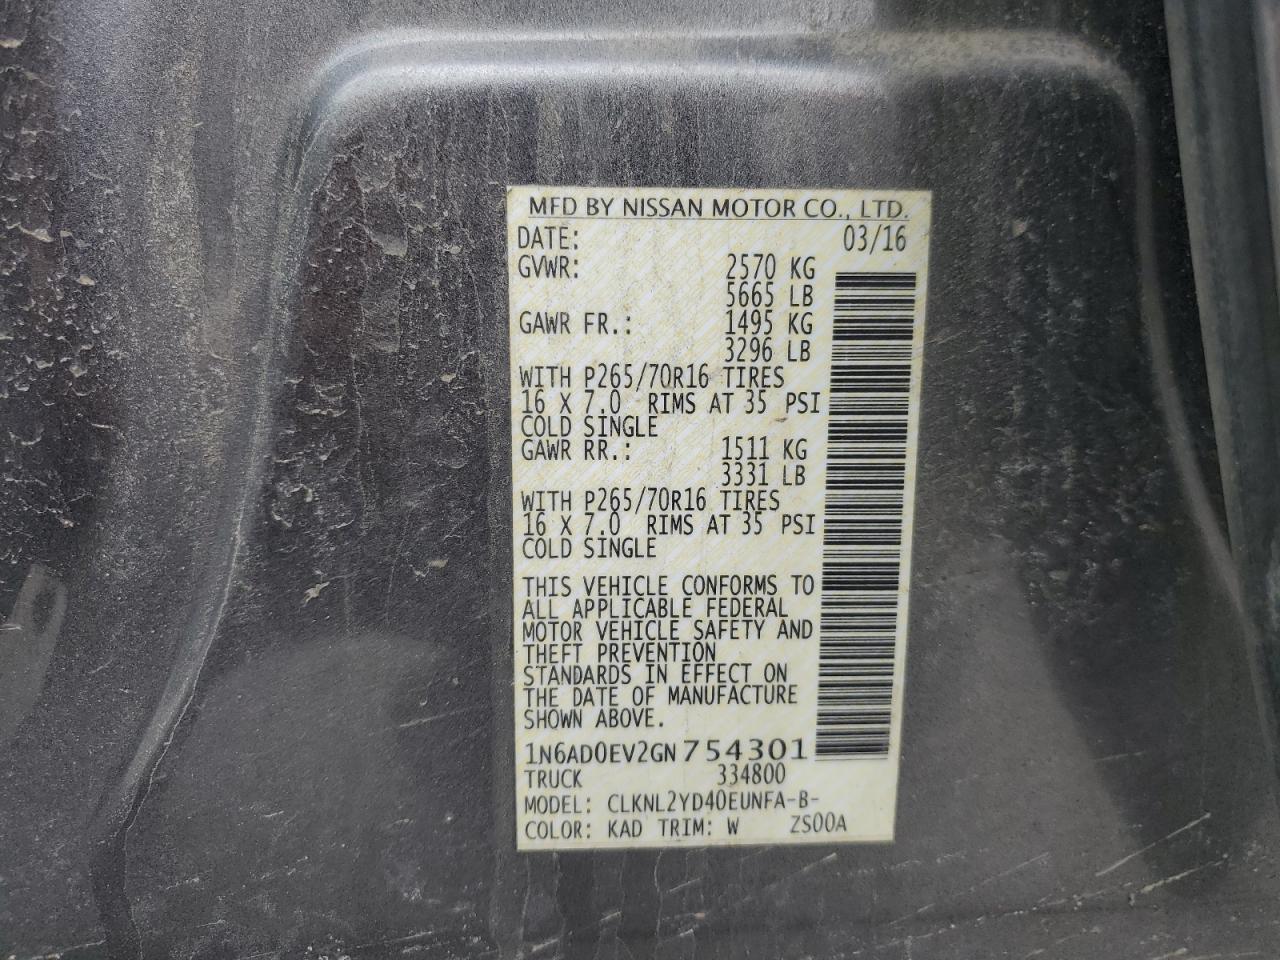 MFD BY NISSAN MOTOR CO., LTD.
DATE: 03/16
GVWR: 2570 KG
5665 LB
GAWR FR.: 1495 KG
3296 LB
WITH P265/70R16 TIRES
16 X 7.0 RIMS AT 35 PSI
COLD SINGLE
GAWR RR.: 1511 KG
3331 LB
WITH P265/70R16 TIRES
16 X 7.0 RIMS AT 35 PSI
COLD SINGLE
THIS VEHICLE CONFORMS TO
ALL APPLICABLE FEDERAL
MOTOR VEHICLE SAFETY AND
THEFT PREVENTION
STANDARDS IN EFFECT ON
THE DATE OF MANUFACTURE
SHOWN ABOVE.
1N6AD0EV2GN754301
TRUCK 334800
MODEL: CLKNL2YD40EUNFA-B-
COLOR: KAD TRIM: W ZS00A